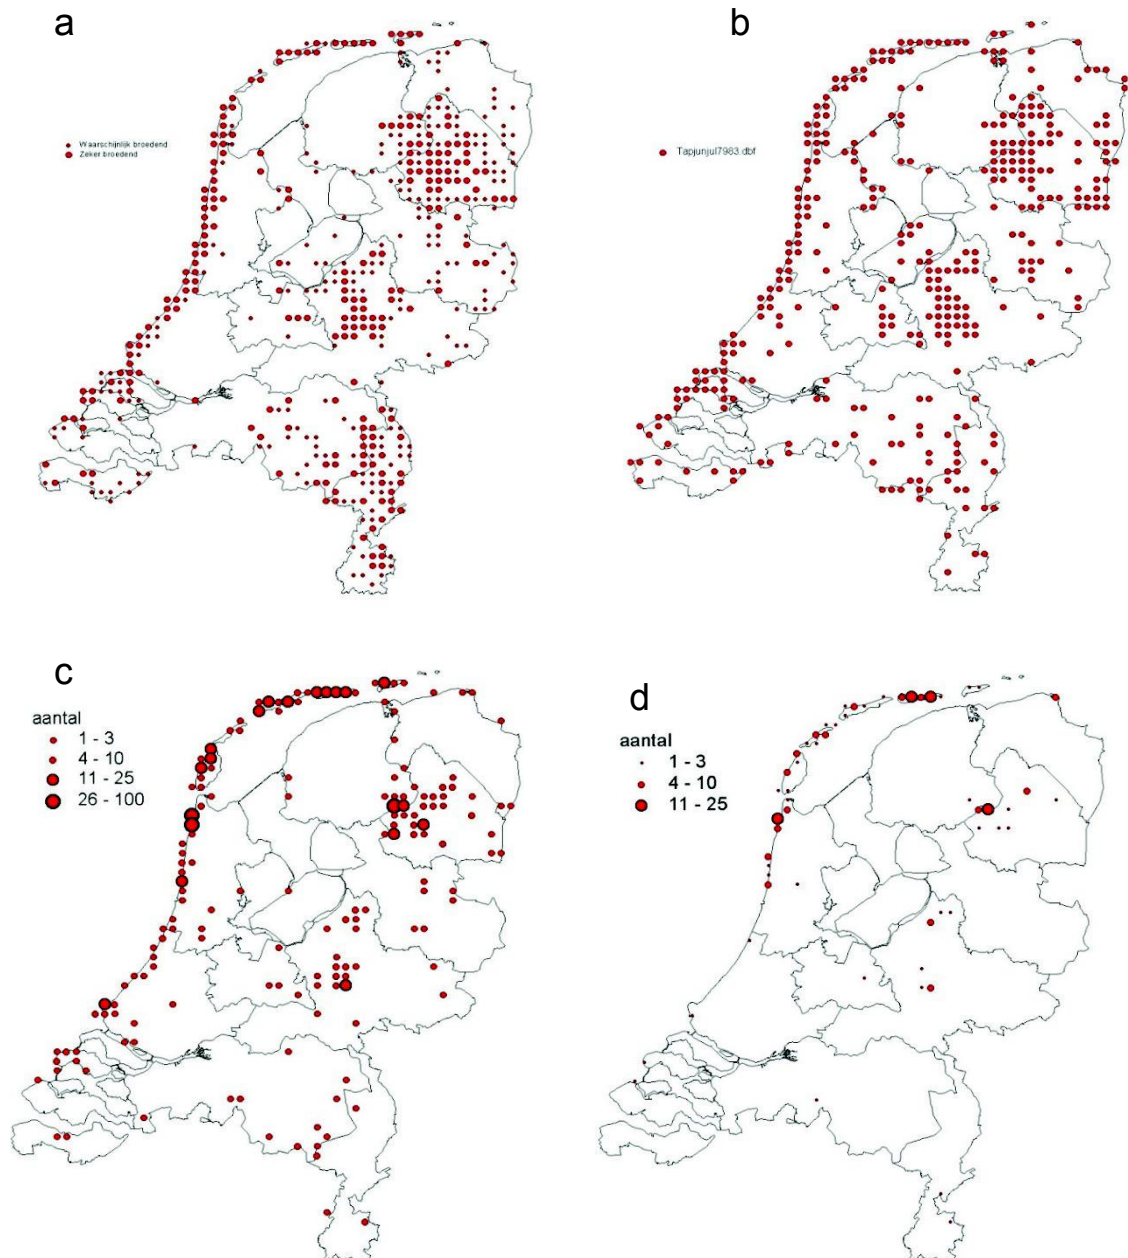 a
b
Waarschijnlijk broedend
Zeker broedend
Tapjunjul7983.dbf
c
d
aantal
1 - 3
4 - 10
11 - 25
26 - 100
aantal
1 - 3
4 - 10
11 - 25